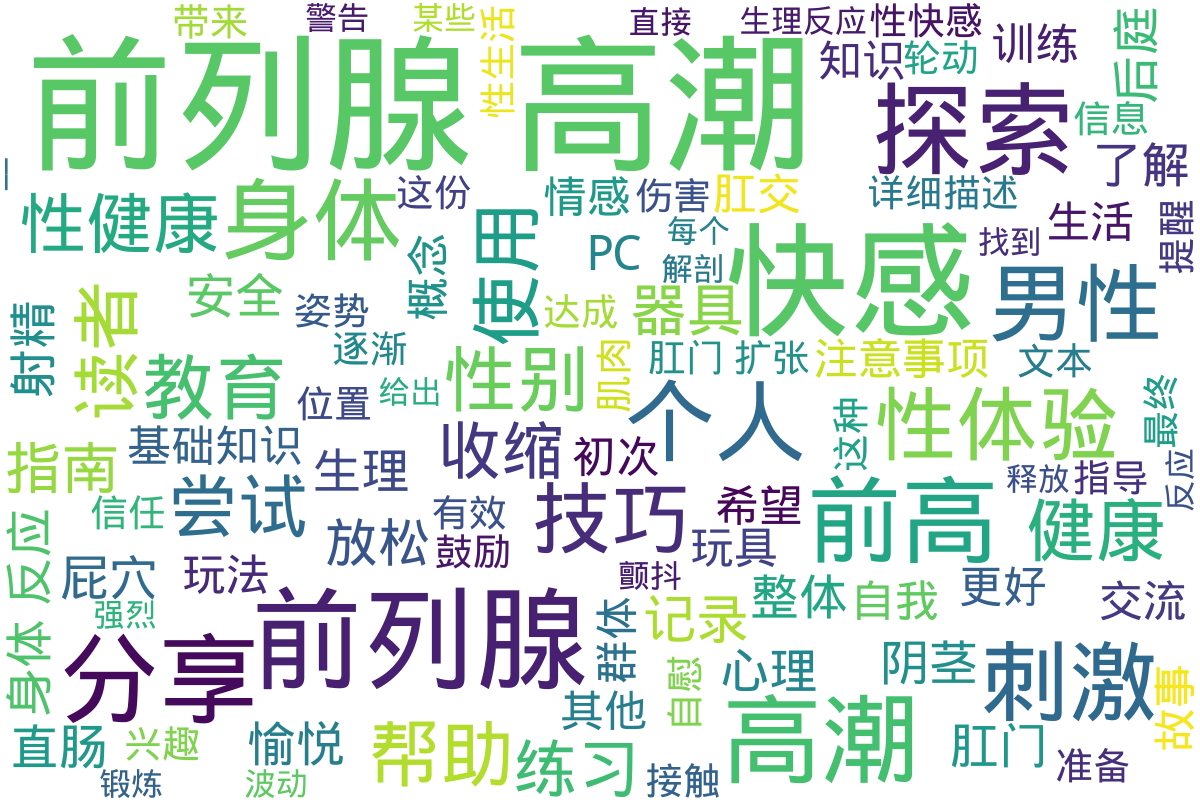 带来 警告 某些 性生活 直接 生理反应 性快感 后庭
前列腺 高潮 知识 轮动 训练
探索 信息
_ 性健康 身体 这份 情感 伤害 肛交 详细描述 了解
概念 使用 PC 每个 快感 找到 生活 提醒
解剖
射精 读者 安全 姿势 达成 器具 男性
逐渐 肌肉 肛门 扩张 注意事项 文本
教育 位置 给出 性别 个人 这种 性体验 最终
指南 基础知识 收缩 初次 反应
生理 释放 指导
身体 反应 信任 尝试 放松 有效 技巧 希望 前高 健康
鼓励 玩具
屁穴 玩法 颤抖 整体 自我 更好 交流
强烈 前列腺 群体 记录
分享 自慰 心理 阴茎 刺激 故事
直肠 兴趣 愉悦 帮助 练习 其他 高潮 肛门 准备
锻炼 波动 接触